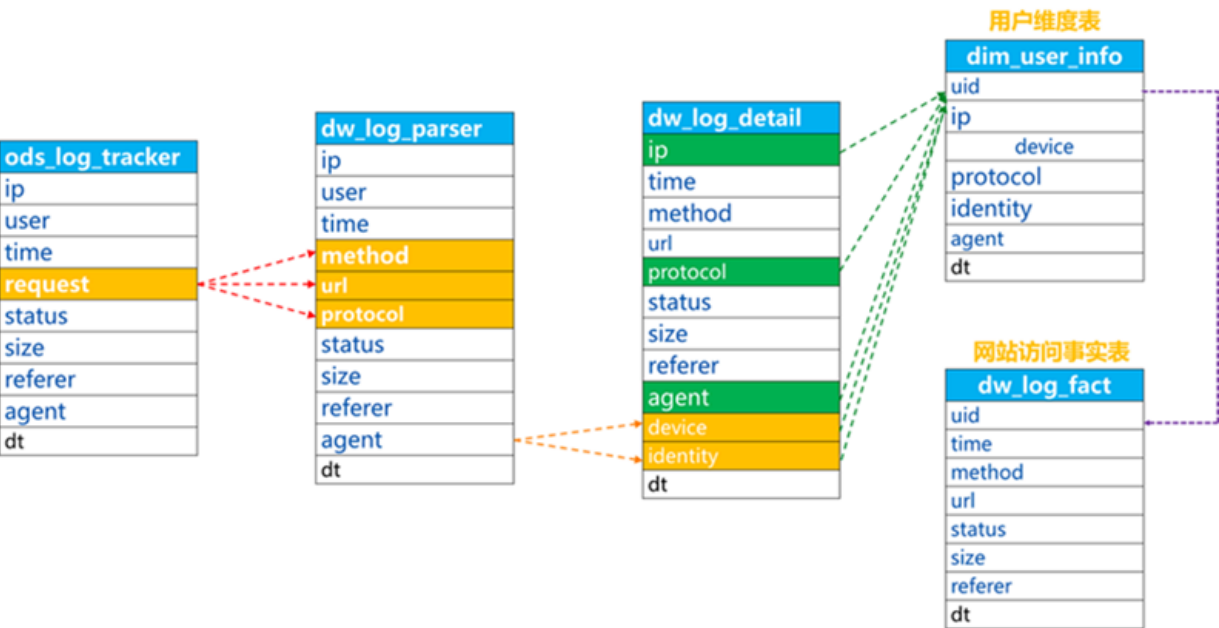 ods_log_tracker
ip
user
time
request
status
size
referer
agent
dt
dw_log_parser
ip
user
time
method
url
protocol
status
size
referer
agent
dt
dw_log_detail
ip
time
method
url
protocol
status
size
referer
agent
device
identity
dt
用户维度表
dim_user_info
uid
ip
device
protocol
identity
agent
dt
网站访问事实表
dw_log_fact
uid
time
method
url
status
size
referer
dt